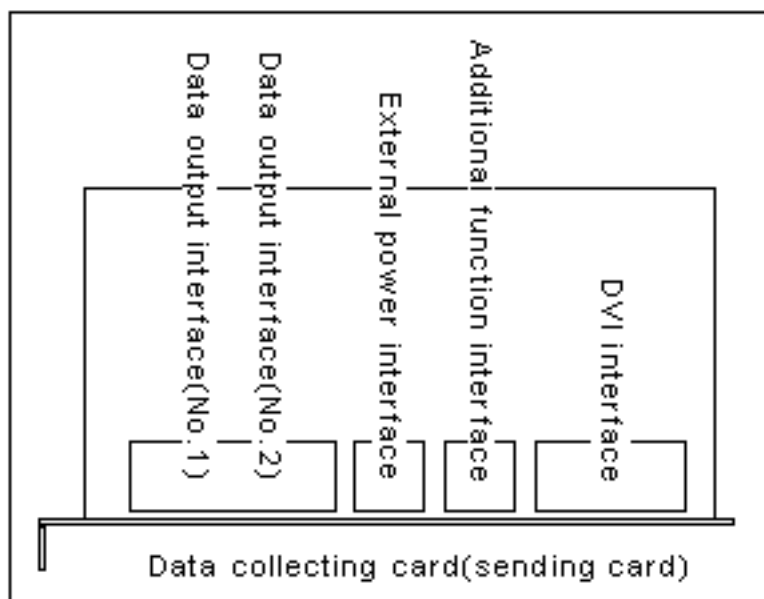 Data output interface(No.1)
Data output interface(No.2)
External power interface
Additional function interface
DVI interface
Data collecting card(sending card)